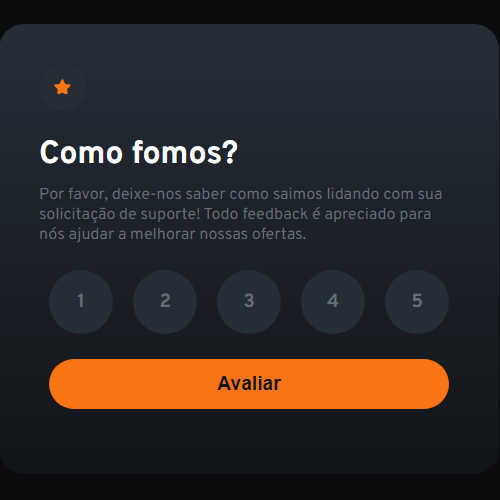 Como fomos?
Por favor, deixe-nos saber como saimos lidando com sua
solicitação de suporte! Todo feedback é apreciado para
nós ajudar a melhorar nossas ofertas.
1 2 3 4 5
Avaliar